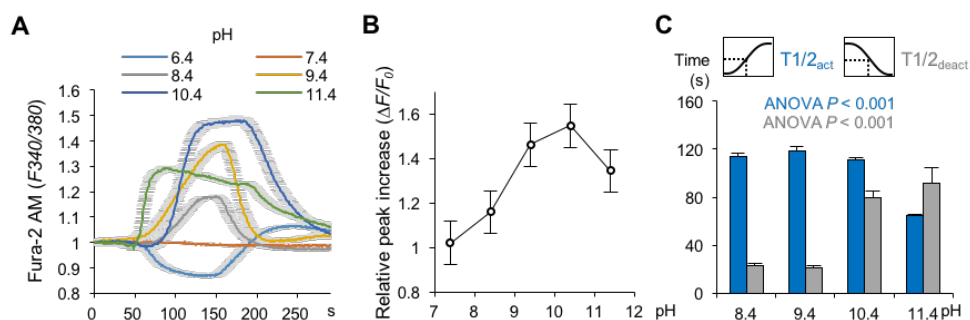 A
pH
6.4
7.4
8.4
9.4
10.4
11.4
Fura-2 AM (F340/380)
1.6
1.5
1.4
1.3
1.2
1.1
1
0.9
0.8
0 50 100 150 200 250 s
B
Relative peak increase (ΔF/F0)
1.6
1.4
1.2
1
0.8
7 8 9 10 11 12
pH
C
Time
(s)
T1/2act
T1/2deact
ANOVA P < 0.001
ANOVA P < 0.001
160
120
80
40
0
8.4 9.4 10.4 11.4 pH